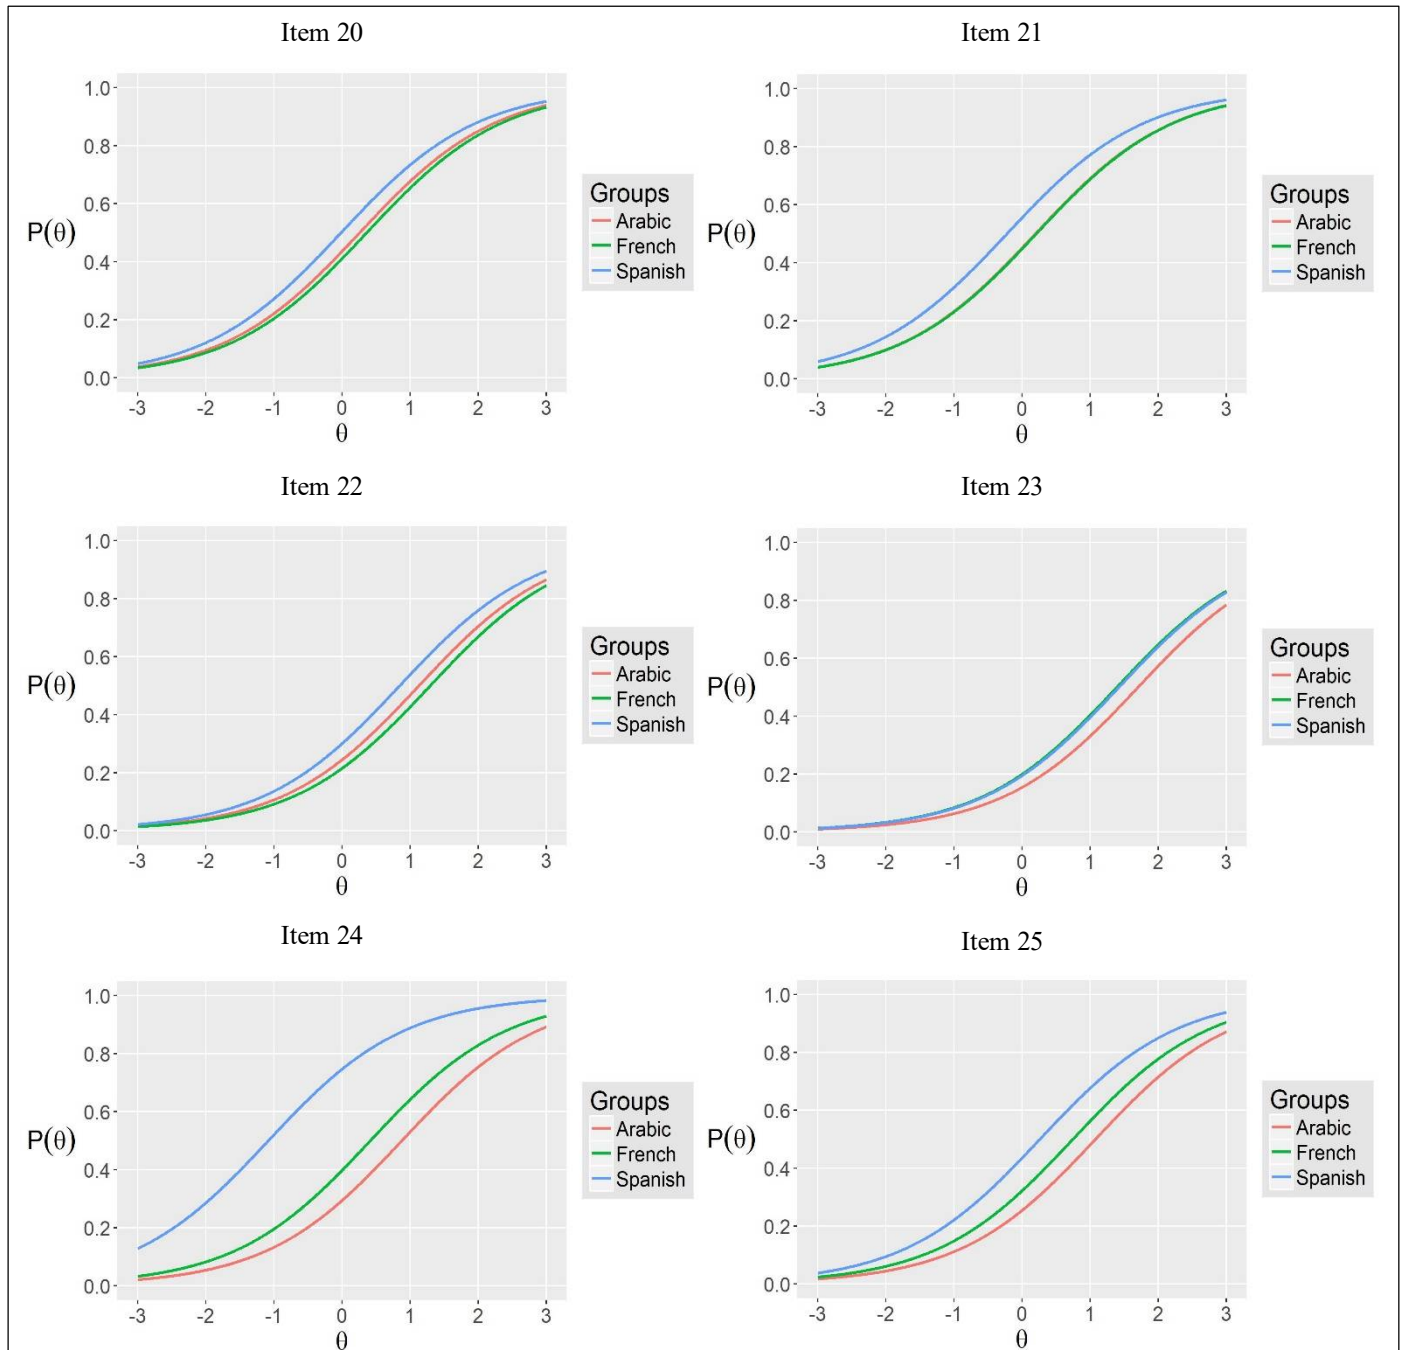 Item 20
1.0
0.8
0.6
P(θ)
0.4
0.2
0.0
-3 -2 -1 0 1 2 3
θ
Groups
Arabic
French
Spanish
Item 21
1.0
0.8
0.6
P(θ)
0.4
0.2
0.0
-3 -2 -1 0 1 2 3
θ
Groups
Arabic
French
Spanish
Item 22
1.0
0.8
0.6
P(θ)
0.4
0.2
0.0
-3 -2 -1 0 1 2 3
θ
Groups
Arabic
French
Spanish
Item 23
1.0
0.8
0.6
P(θ)
0.4
0.2
0.0
-3 -2 -1 0 1 2 3
θ
Groups
Arabic
French
Spanish
Item 24
1.0
0.8
0.6
P(θ)
0.4
0.2
0.0
-3 -2 -1 0 1 2 3
θ
Groups
Arabic
French
Spanish
Item 25
1.0
0.8
0.6
P(θ)
0.4
0.2
0.0
-3 -2 -1 0 1 2 3
θ
Groups
Arabic
French
Spanish